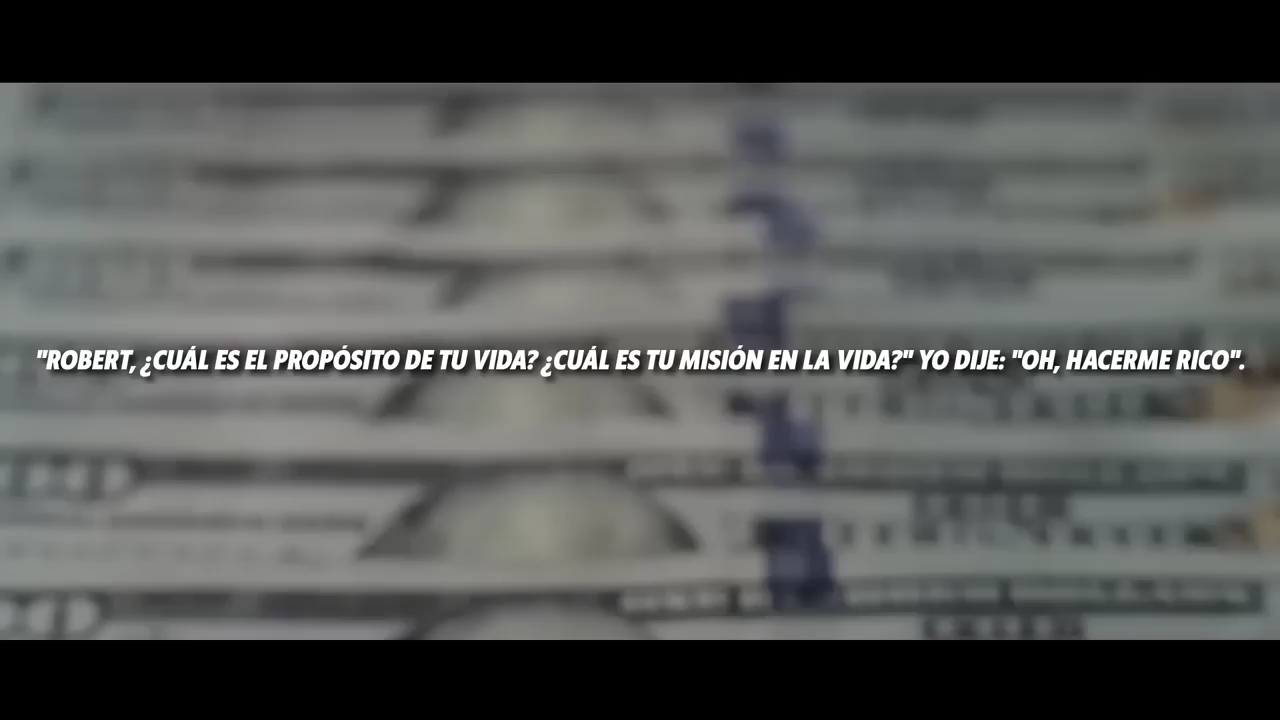 "ROBERT, ¿CUÁL ES EL PROPÓSITO DE TU VIDA? ¿CUÁL ES TU MISIÓN EN LA VIDA?" YO DIJE: "OH, HACERME RICO".